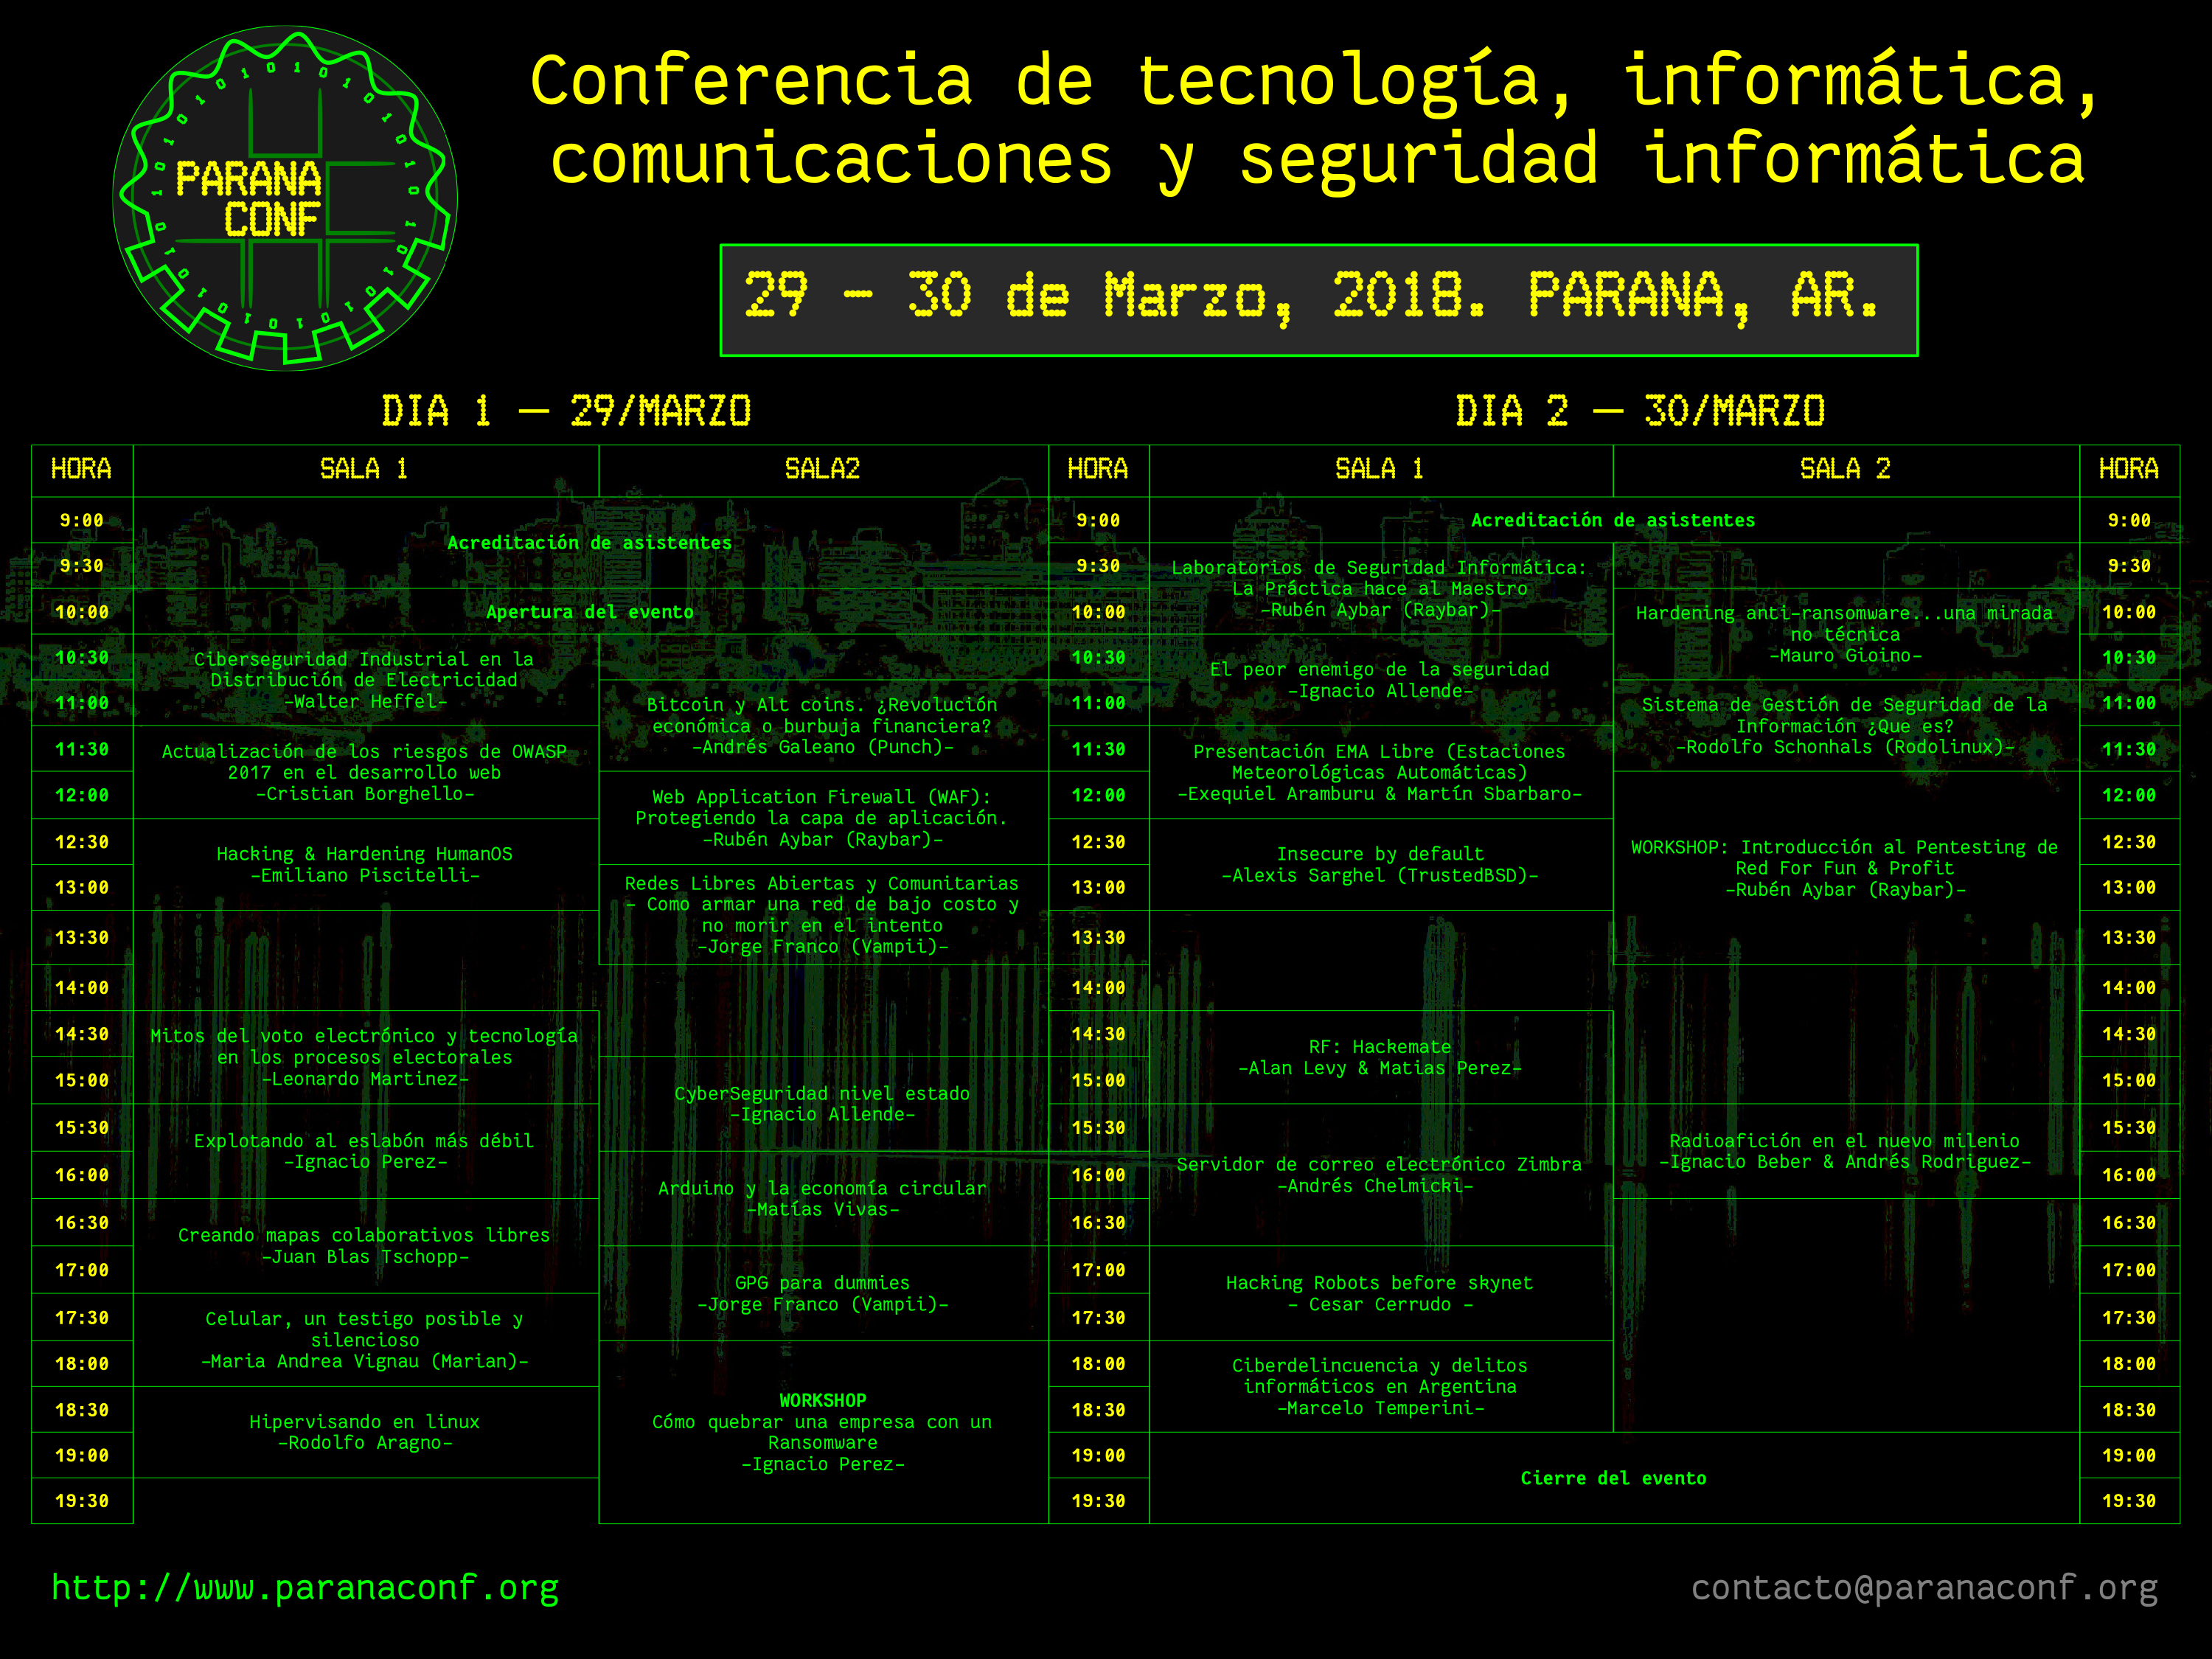 PARANA
CONF
Conferencia de tecnología, informática,
comunicaciones y seguridad informática
29 - 30 de Marzo, 2018. PARANA, AR.
DIA 1 – 29/MARZO
HORA
SALA 1
SALA2
9:00
9:30
Acreditación de asistentes
10:00
Apertura del evento
10:30
11:00
11:30
12:00
12:30
13:00
13:30
14:00
14:30
15:00
15:30
16:00
16:30
17:00
17:30
18:00
18:30
19:00
19:30
Ciberseguridad Industrial en la
Distribución de Electricidad
-Walter Heffel-
Actualización de los riesgos de OWASP
2017 en el desarrollo web
-Cristian Borghello-
Hacking & Hardening HumanOS
-Emiliano Piscitelli-
Mitos del voto electrónico y tecnología
en los procesos electorales
-Leonardo Martinez-
Explotando al eslabón más débil
-Ignacio Perez-
Creando mapas colaborativos libres
-Juan Blas Tschopp-
Celular, un testigo posible y
silencioso
-Maria Andrea Vignau (Marian)-
Hipervisando en linux
-Rodolfo Aragno-
Bitcoin y Alt coins. ¿Revolución
económica o burbuja financiera?
-Andrés Galeano (Punch)-
Web Application Firewall (WAF):
Protegiendo la capa de aplicación.
-Rubén Aybar (Raybar)-
Redes Libres Abiertas y Comunitarias
- Como armar una red de bajo costo y
no morir en el intento
-Jorge Franco (Vampii)-
CyberSeguridad nivel estado
-Ignacio Allende-
Arduino y la economía circular
-Matías Vivas-
GPG para dummies
-Jorge Franco (Vampii)-
WORKSHOP
Cómo quebrar una empresa con un
Ransomware
-Ignacio Perez-
DIA 2 – 30/MARZO
HORA
SALA 1
SALA 2
HORA
9:00
9:30
10:00
10:30
11:00
11:30
12:00
12:30
13:00
13:30
14:00
14:30
15:00
15:30
16:00
16:30
17:00
17:30
18:00
18:30
19:00
19:30
Acreditación de asistentes
Laboratorios de Seguridad Informática:
La Práctica hace al Maestro
-Rubén Aybar (Raybar)-
El peor enemigo de la seguridad
-Ignacio Allende-
Presentación EMA Libre (Estaciones
Meteorológicas Automáticas)
-Exequiel Aramburu & Martín Sbarbaro-
Insecure by default
-Alexis Sarghel (TrustedBSD)-
RF: Hackemate
-Alan Levy & Matias Perez-
Servidor de correo electrónico Zimbra
-Andrés Chelmicki-
Hacking Robots before skynet
- Cesar Cerrudo -
Ciberdelincuencia y delitos
informáticos en Argentina
-Marcelo Temperini-
Hardening anti-ransomware...una mirada
no técnica
-Mauro Gioino-
Sistema de Gestión de Seguridad de la
Información ¿Que es?
-Rodolfo Schonhals (Rodolinux)-
WORKSHOP: Introducción al Pentesting de
Red For Fun & Profit
-Rubén Aybar (Raybar)-
Radioafición en el nuevo milenio
-Ignacio Beber & Andrés Rodriguez-
Cierre del evento
9:00
9:30
10:00
10:30
11:00
11:30
12:00
12:30
13:00
13:30
14:00
14:30
15:00
15:30
16:00
16:30
17:00
17:30
18:00
18:30
19:00
19:30
http://www.paranaconf.org
contacto@paranaconf.org